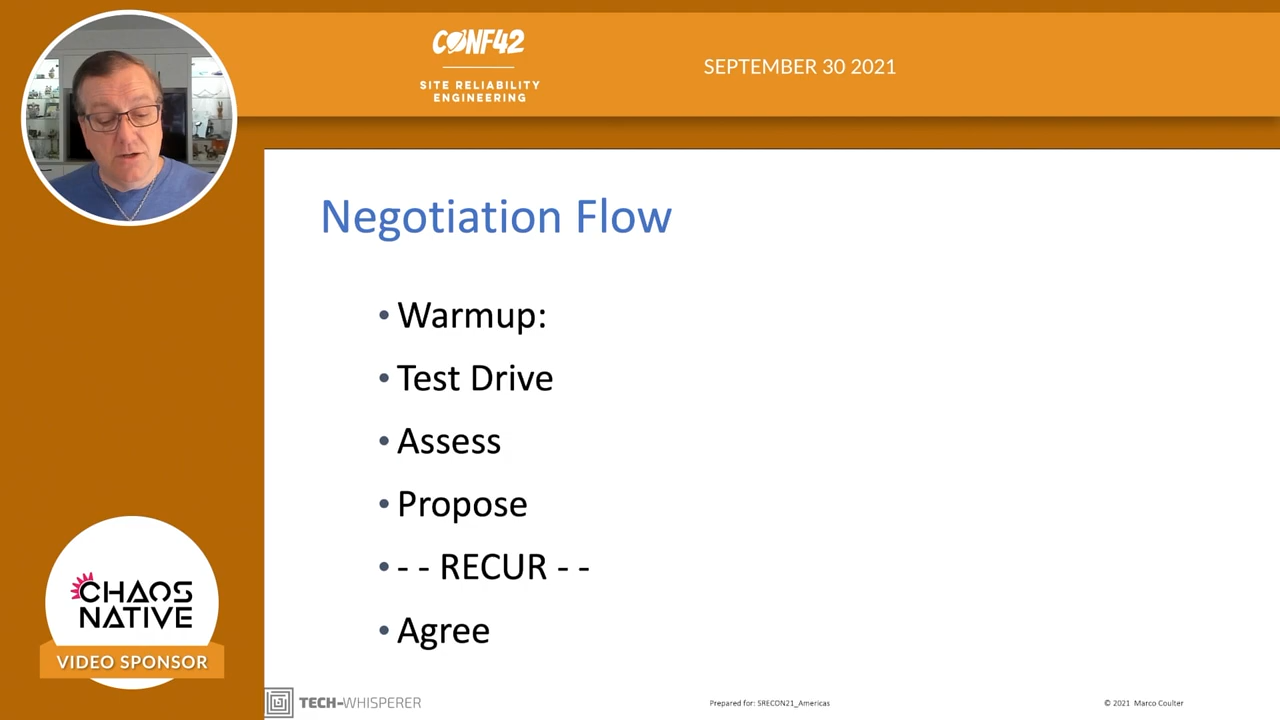 CONF42
SITE RELIABILITY
ENGINEERING
SEPTEMBER 30 2021
Negotiation Flow
• Warmup:
• Test Drive
• Assess
• Propose
• - - RECUR - -
• Agree
CHAOS
NATIVE
VIDEO SPONSOR
TECH-WHISPERER
Prepared for: SRECON21_Americas
© 2021 Marco Coulter